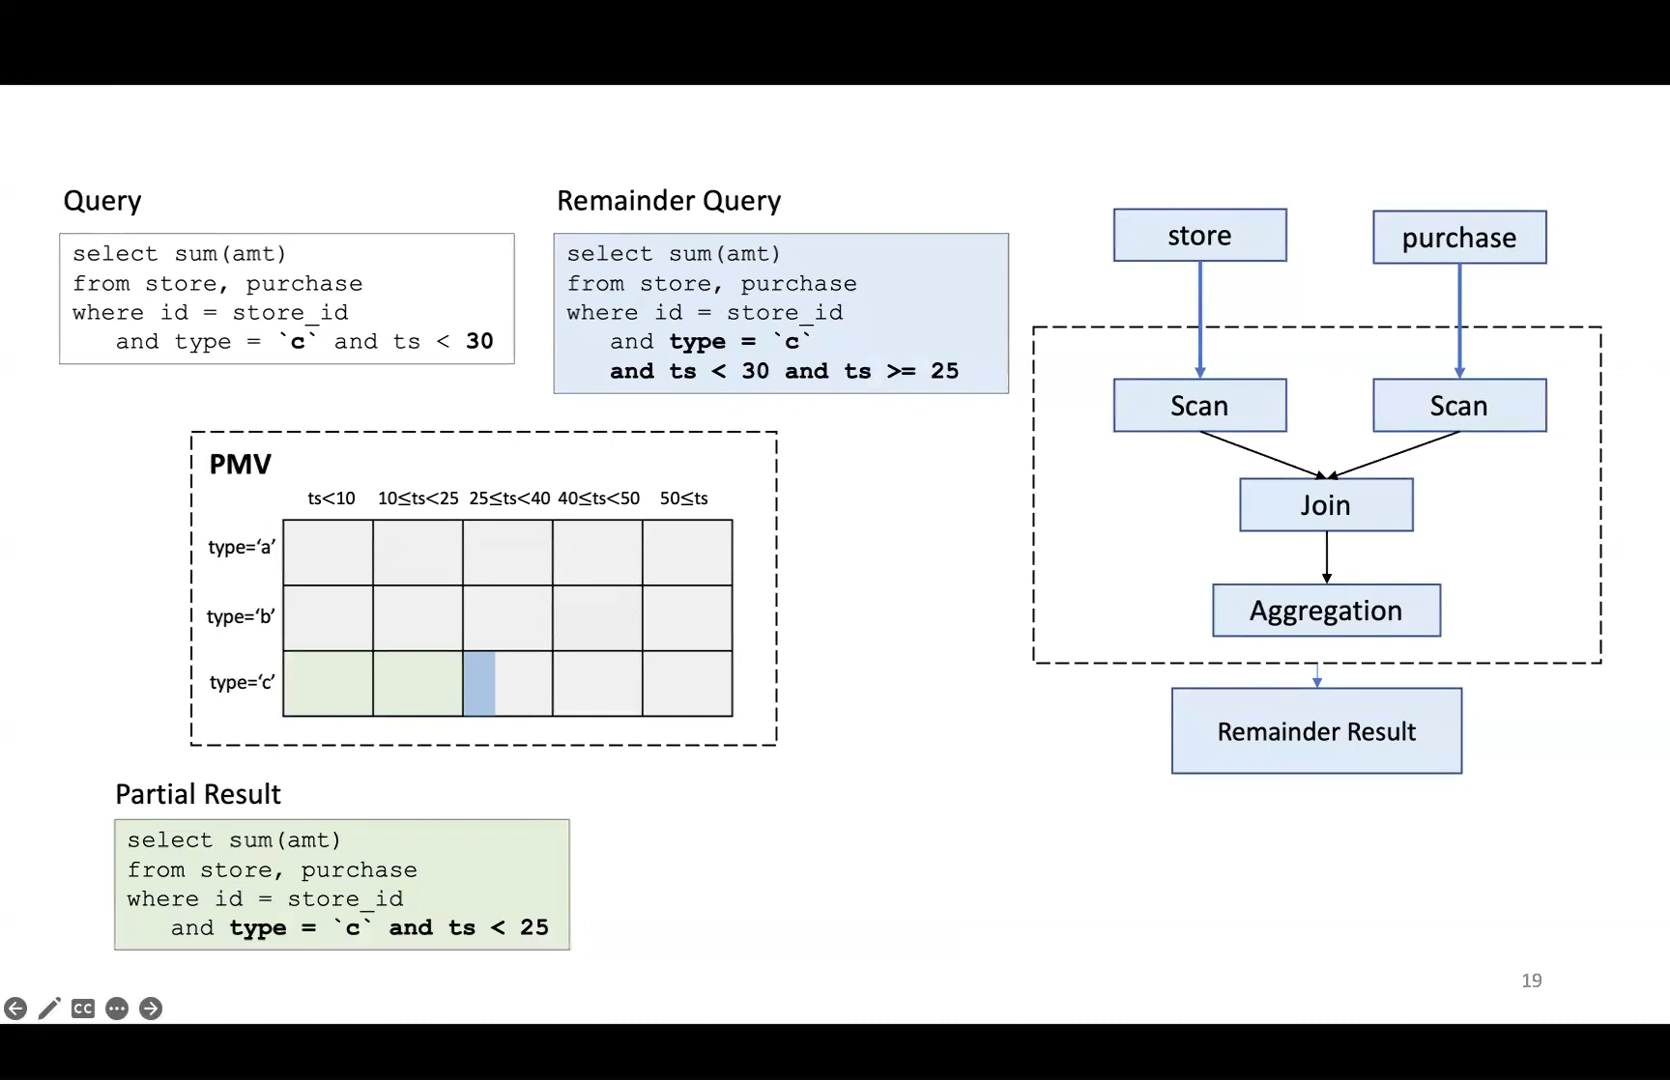 Query
select sum(amt)
from store, purchase
where id = store_id
and type = `c` and ts < 30
Remainder Query
select sum(amt)
from store, purchase
where id = store_id
and type = `c`
and ts < 30 and ts >= 25
store
purchase
Scan
Scan
Join
Aggregation
Remainder Result
PMV
ts<10 10≤ts<25 25≤ts<40 40≤ts<50 50≤ts
type=‘a’
type=‘b’
type=‘c’
Partial Result
select sum(amt)
from store, purchase
where id = store_id
and type = `c` and ts < 25
19
CC